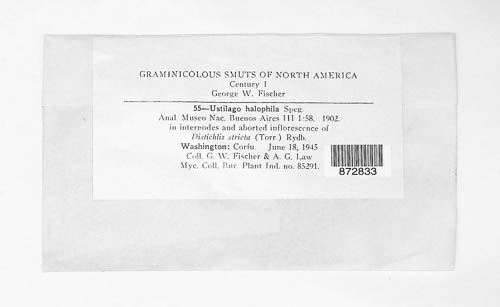 GRAMINICOLOUS SMUTS OF NORTH AMERICA
Century I
George W. Fischer
55—Ustilago halophila Speg.
Anal. Museo Nac. Buenos Aires III 1:58. 1902.
in internodes and aborted inflorescence of
Distichlis stricta (Torr.) Rydb.
Washington: Corfu. June 18, 1945
Coll. G. W. Fischer & A. G. Law
Myc. Coll. Bur. Plant Ind. no. 85291.
872833